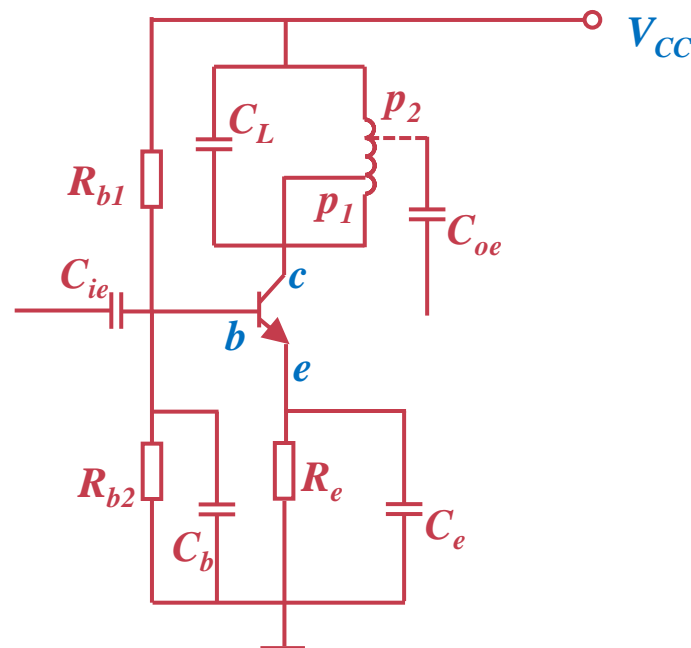 V_CC
p_2
C_L
R_b1
p_1
C_oe
C_ie
c
b
e
R_b2
R_e
C_b
C_e